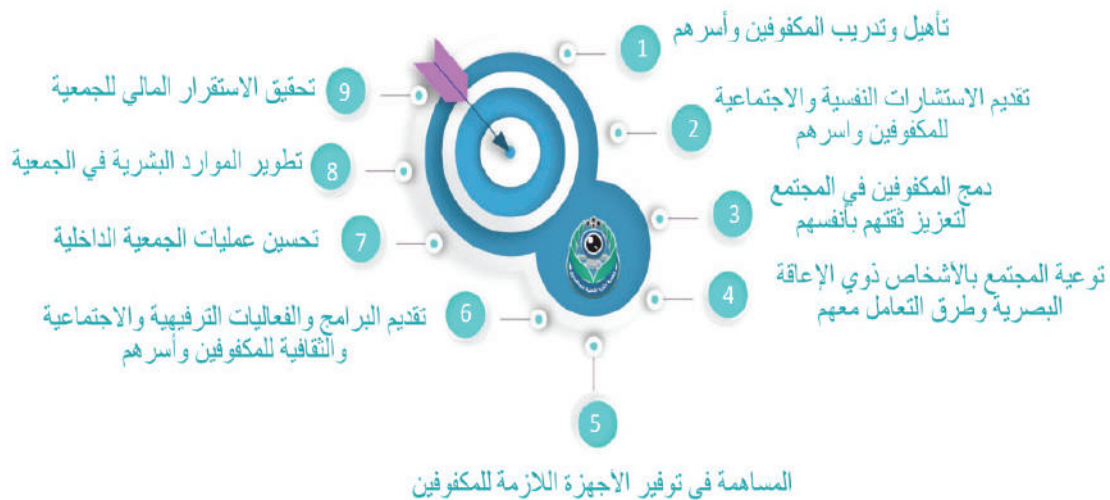 1
تأهيل وتدريب المكفوفين وأسرهم
2
تقديم الاستشارات النفسية والاجتماعية
للمكفوفين واسرهم
3
دمج المكفوفين في المجتمع
لتعزيز ثقتهم بأنفسهم
4
توعية المجتمع بالأشخاص ذوي الإعاقة
البصرية وطرق التعامل معهم
5
المساهمة في توفير الأجهزة اللازمة للمكفوفين
6
تقديم البرامج والفعاليات الترفيهية والاجتماعية
والثقافية للمكفوفين وأسرهم
7
تحسين عمليات الجمعية الداخلية
8
تطوير الموارد البشرية في الجمعية
9
تحقيق الاستقرار المالي للجمعية